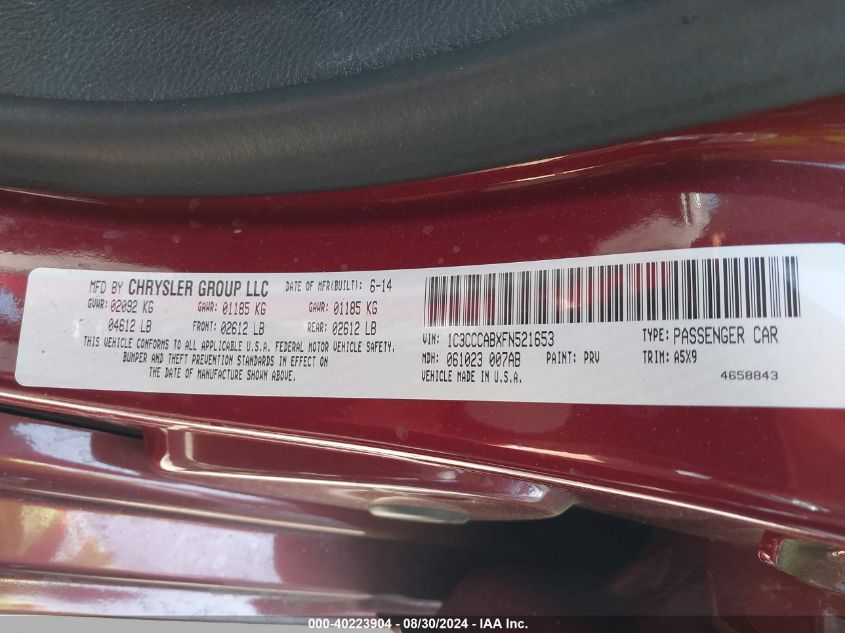 MFD BY CHRYSLER GROUP LLC DATE OF MFR(BUILT): 6-14
GVWR: 02092 KG GAWR: 01185 KG GAWR: 01185 KG
04612 LB FRONT: 02612 LB REAR: 02612 LB
THIS VEHICLE CONFORMS TO ALL APPLICABLE U.S.A. FEDERAL MOTOR VEHICLE SAFETY,
BUMPER AND THEFT PREVENTION STANDARDS IN EFFECT ON
THE DATE OF MANUFACTURE SHOWN ABOVE.
VIN: 1C3CCCABXFN521653 TYPE: PASSENGER CAR
MDH: 061023 007AB PAINT: PRV TRIM: A5X9
VEHICLE MADE IN U.S.A. 4658843
000-40223904 - 08/30/2024 - IAA Inc.